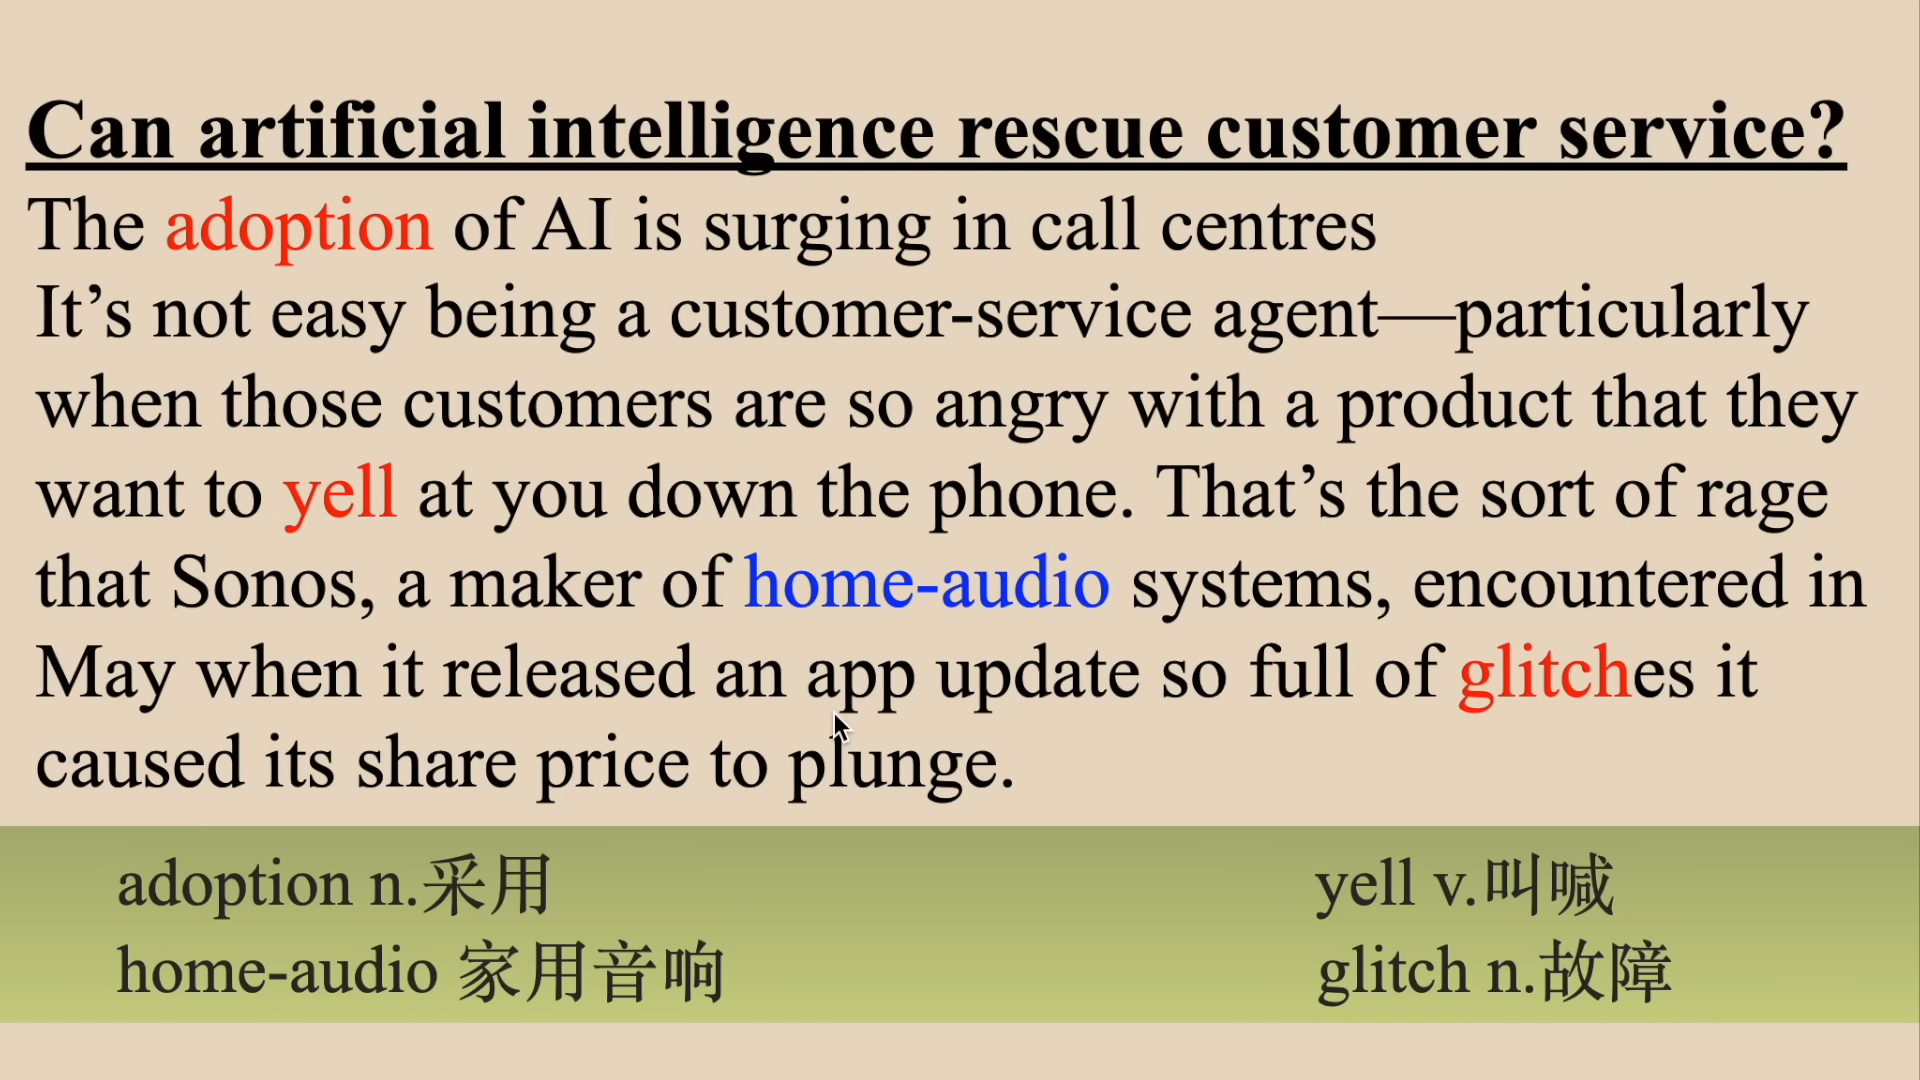 Can artificial intelligence rescue customer service?
The adoption of AI is surging in call centres
It’s not easy being a customer-service agent—particularly
when those customers are so angry with a product that they
want to yell at you down the phone. That’s the sort of rage
that Sonos, a maker of home-audio systems, encountered in
May when it released an app update so full of glitches it
caused its share price to plunge.
adoption n.采用 yell v.叫喊
home-audio 家用音响 glitch n.故障